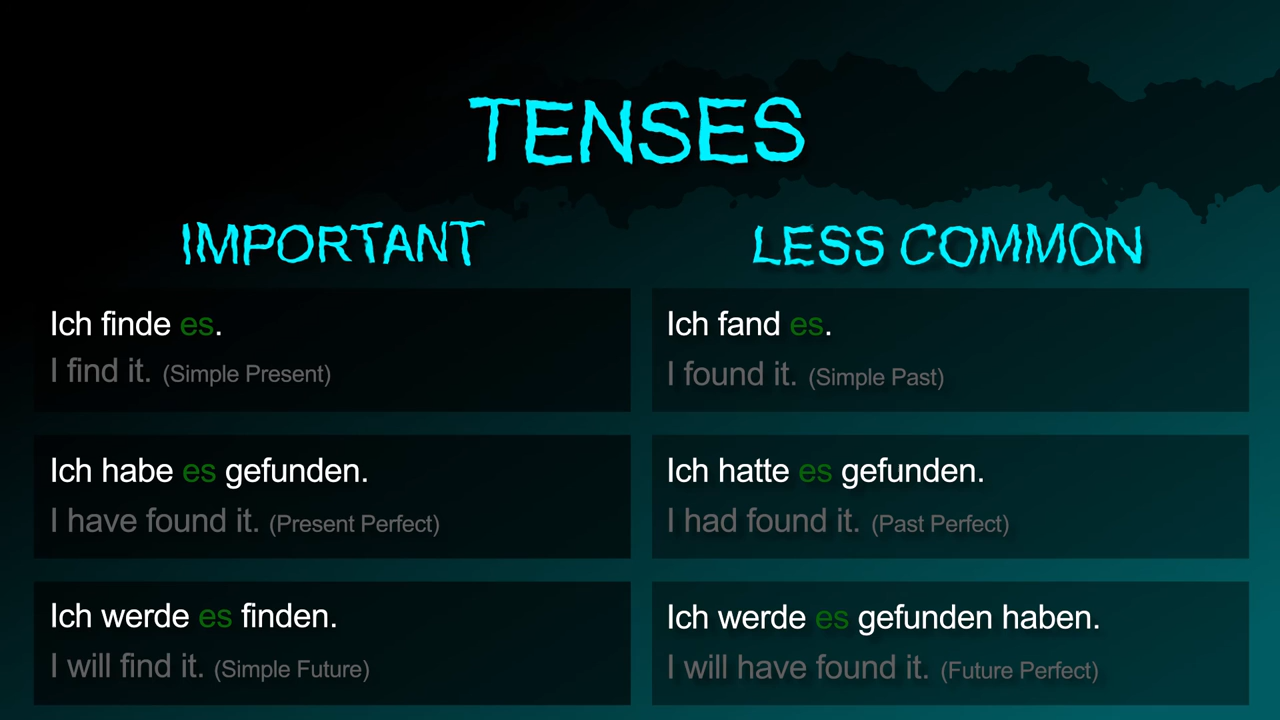 TENSES
IMPORTANT
Ich finde es.
I find it. (Simple Present)
Ich habe es gefunden.
I have found it. (Present Perfect)
Ich werde es finden.
I will find it. (Simple Future)
LESS COMMON
Ich fand es.
I found it. (Simple Past)
Ich hatte es gefunden.
I had found it. (Past Perfect)
Ich werde es gefunden haben.
I will have found it. (Future Perfect)